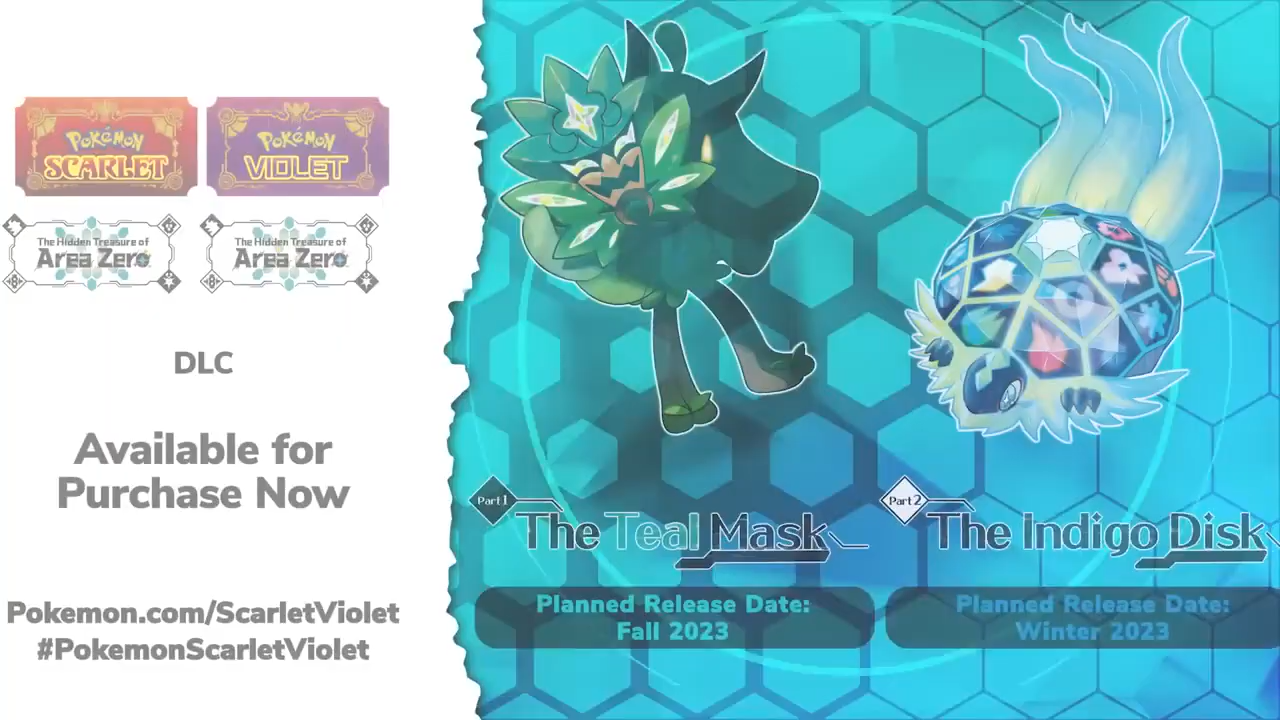 Pokémon
SCARLET
Pokémon
VIOLET
The Hidden Treasure of
Area Zero
The Hidden Treasure of
Area Zero
DLC
Available for
Purchase Now
Pokemon.com/ScarletViolet
#PokemonScarletViolet
Part 1
The Teal Mask
Planned Release Date:
Fall 2023
Part 2
The Indigo Disk
Planned Release Date:
Winter 2023